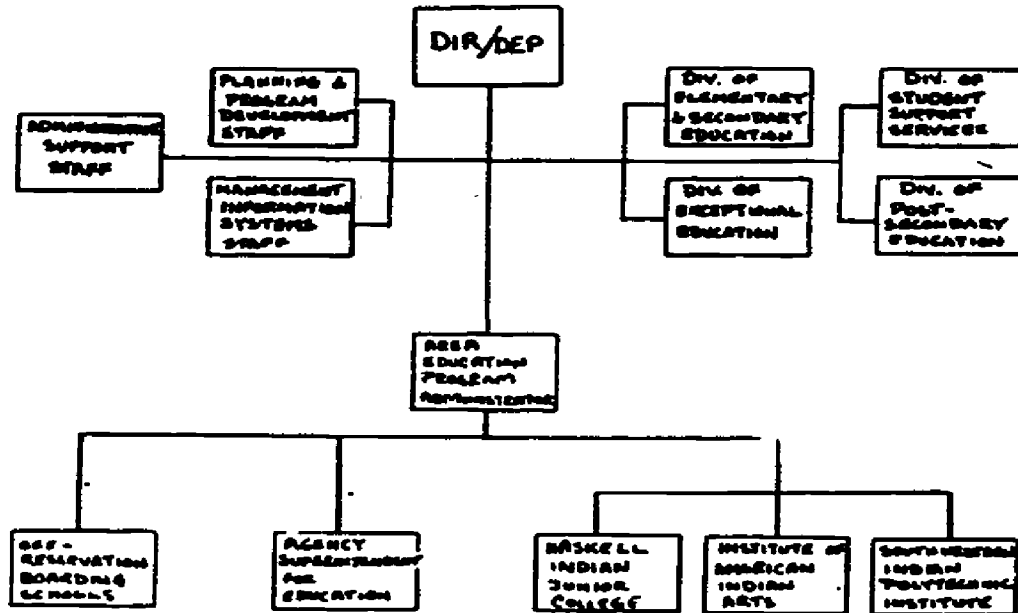 DIR/DEP
PLANNING &
PROGRAM
DEVELOPMENT
STAFF
DIV. OF
ELEMENTARY
& SECONDARY
EDUCATION
DIV. OF
STUDENT
SUPPORT
SERVICES
ADMINISTRATIVE
SUPPORT
STAFF
MANAGEMENT
INFORMATION
SYSTEMS
STAFF
DIV. OF
EXCEPTIONAL
EDUCATION
DIV. OF
POST-
SECONDARY
EDUCATION
AREA
EDUCATION
PROGRAM
ADMINISTRATOR
OFF-
RESERVATION
BOARDING
SCHOOLS
AGENCY
SUPERINTENDENT
FOR
EDUCATION
HASKELL
INDIAN
JUNIOR
COLLEGE
INSTITUTE OF
AMERICAN
INDIAN
ARTS
SOUTHWESTERN
INDIAN
POLYTECHNIC
INSTITUTE